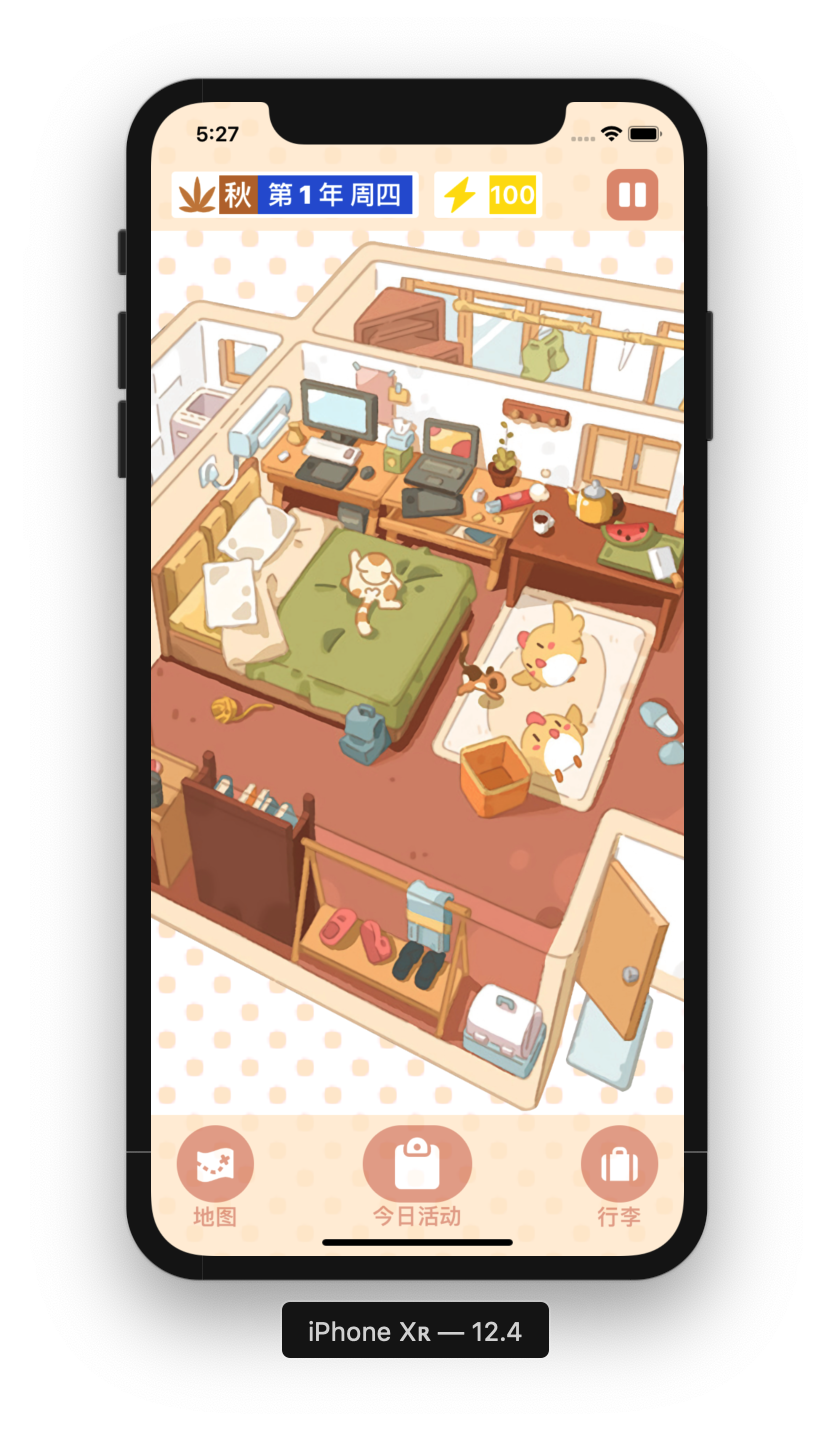 5:27
秋 第 1 年 周四 100
地图 今日活动 行李
iPhone XR — 12.4